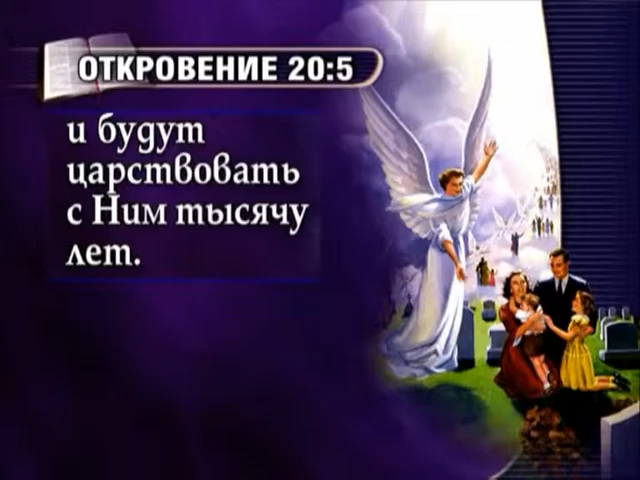 ОТКРОВЕНИЕ 20:5
и будут
царствовать
с Ним тысячу
лет.